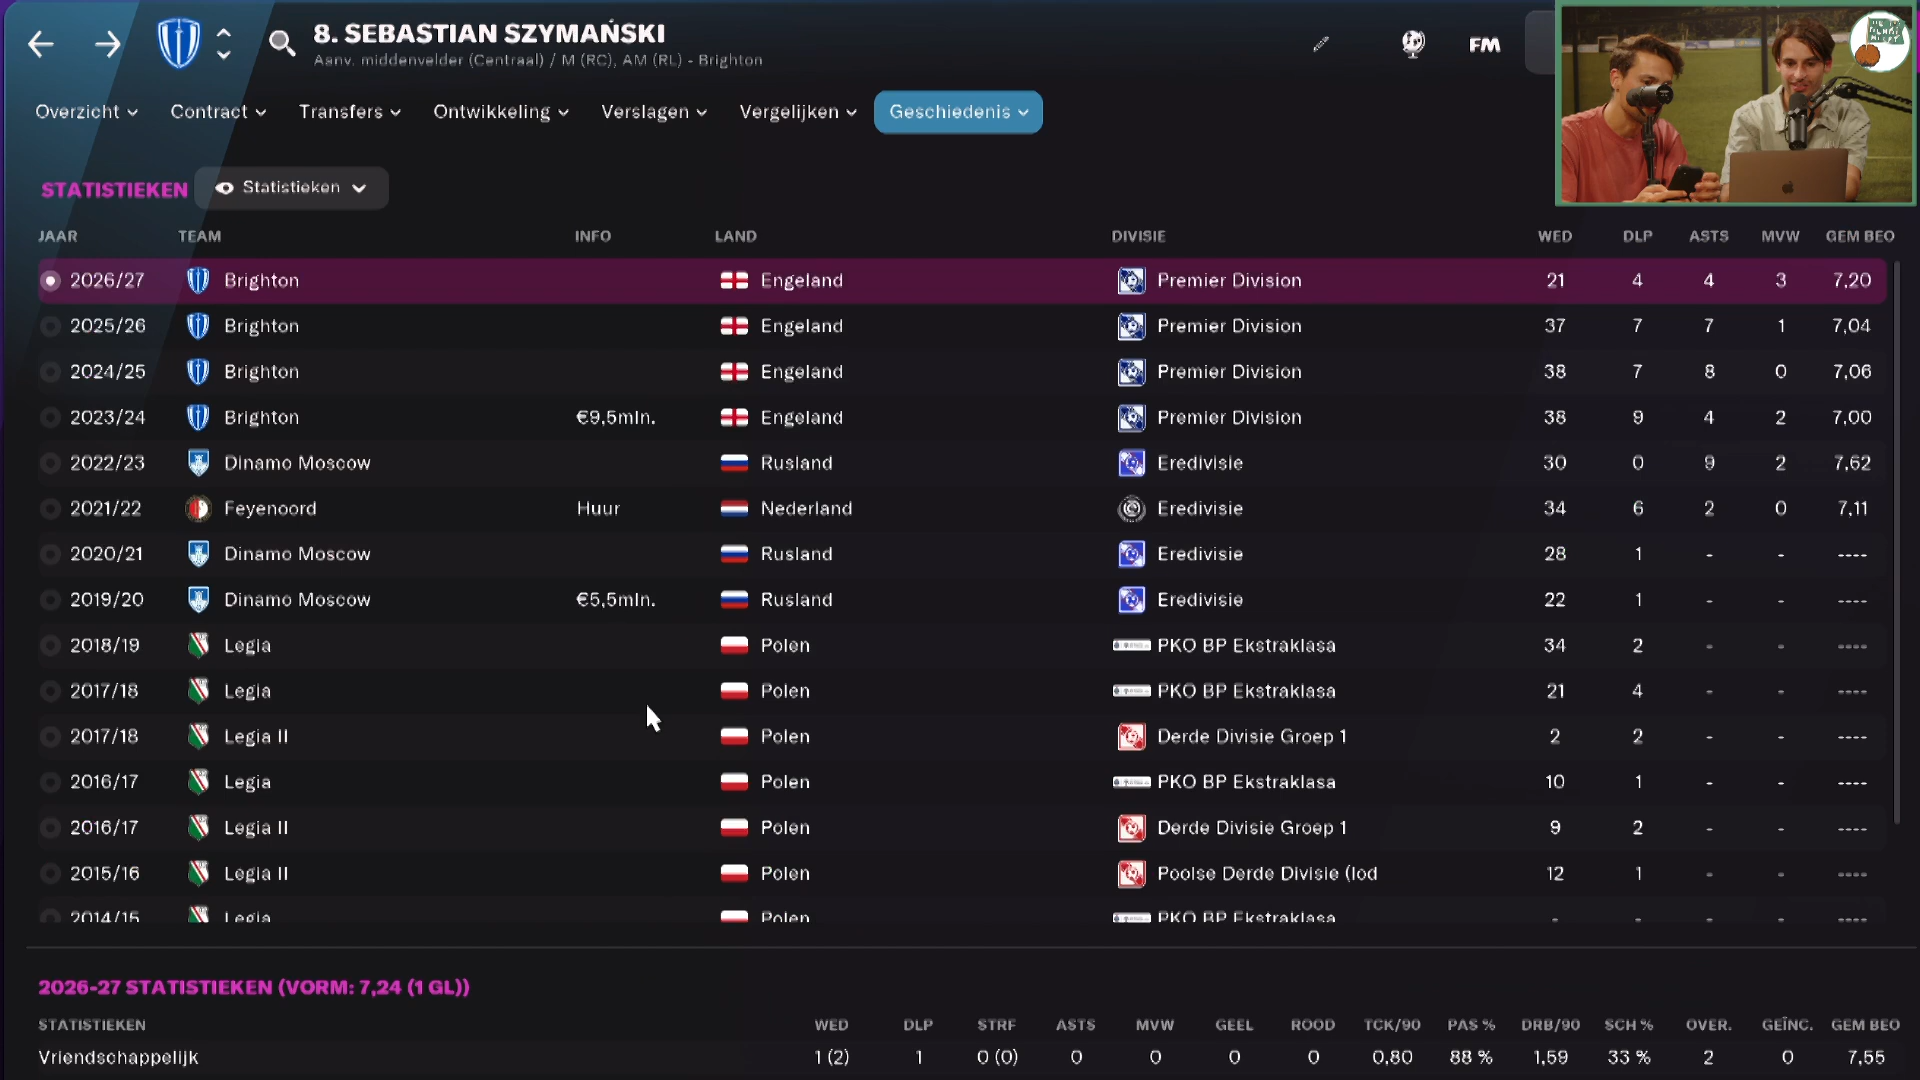 8. SEBASTIAN SZYMAŃSKI
Aanv. middenvelder (Centraal) / M (RC), AM (RL) - Brighton
FM
Overzicht Contract Transfers Ontwikkeling Verslagen Vergelijken Geschiedenis
STATISTIEKEN Statistieken
JAAR TEAM INFO LAND DIVISIE WED DLP ASTS MVW GEM BEO
2026/27 Brighton Engeland Premier Division 21 4 4 3 7,20
2025/26 Brighton Engeland Premier Division 37 7 7 1 7,04
2024/25 Brighton Engeland Premier Division 38 7 8 0 7,06
2023/24 Brighton €9,5mln. Engeland Premier Division 38 9 4 2 7,00
2022/23 Dinamo Moscow Rusland Eredivisie 30 0 9 2 7,62
2021/22 Feyenoord Huur Nederland Eredivisie 34 6 2 0 7,11
2020/21 Dinamo Moscow Rusland Eredivisie 28 1 - - ----
2019/20 Dinamo Moscow €5,5mln. Rusland Eredivisie 22 1 - - ----
2018/19 Legia Polen PKO BP Ekstraklasa 34 2 - - ----
2017/18 Legia Polen PKO BP Ekstraklasa 21 4 - - ----
2017/18 Legia II Polen Derde Divisie Groep 1 2 2 - - ----
2016/17 Legia Polen PKO BP Ekstraklasa 10 1 - - ----
2016/17 Legia II Polen Derde Divisie Groep 1 9 2 - - ----
2015/16 Legia II Polen Poolse Derde Divisie (lod 12 1 - - ----
2014/15 Legia Polen PKO BP Ekstraklasa - - - - ----
2026-27 STATISTIEKEN (VORM: 7,24 (1 GL))
STATISTIEKEN WED DLP STRF ASTS MVW GEEL ROOD TCK/90 PAS % DRB/90 SCH % OVER. GEÏNC. GEM BEO
Vriendschappelijk 1 (2) 1 0 (0) 0 0 0 0 0,80 88 % 1,59 33 % 2 0 7,55